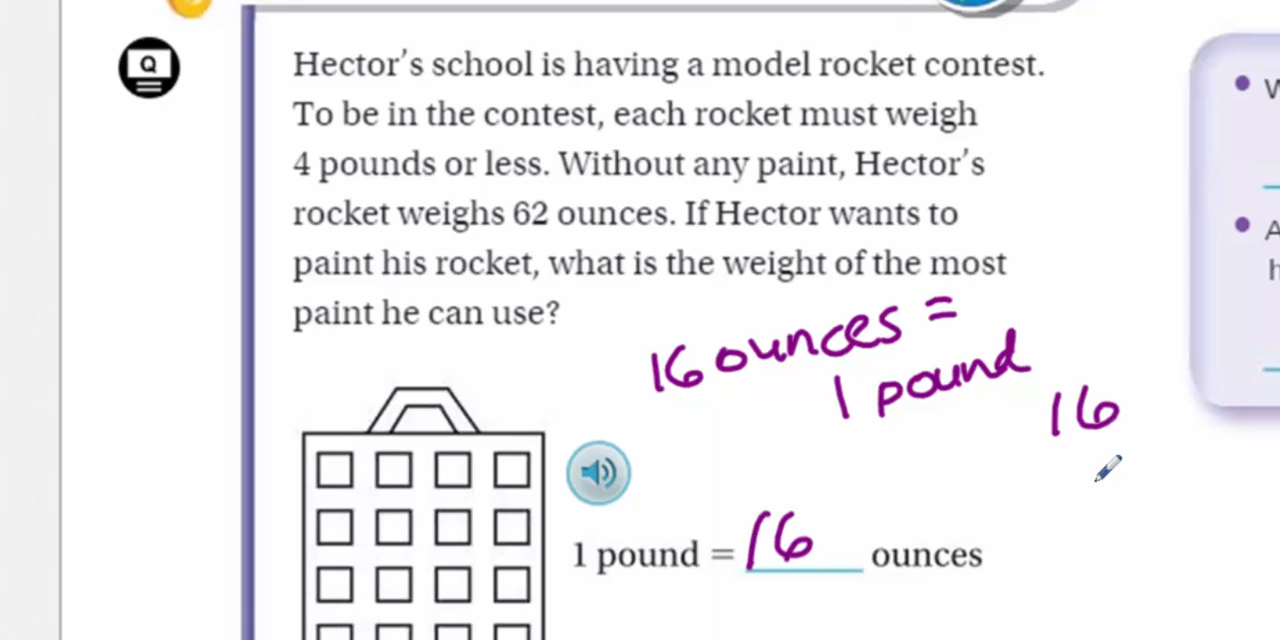 Q
Hector's school is having a model rocket contest.
To be in the contest, each rocket must weigh
4 pounds or less. Without any paint, Hector's
rocket weighs 62 ounces. If Hector wants to
paint his rocket, what is the weight of the most
paint he can use?
16 ounces =
1 pound
16
1 pound = 16 ounces